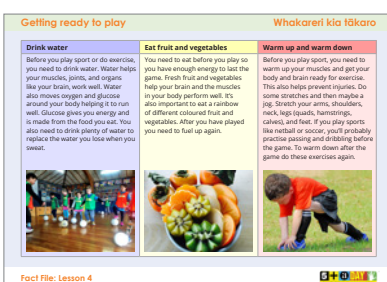 Getting ready to play
Whakareri kia tākaro
Drink water
Before you play sport or do exercise,
you need to drink water. Water helps
your muscles, joints, and organs
like your brain, work well. Water
also moves oxygen and glucose
around your body helping it to run
well. Glucose gives you energy and
is made from the food you eat. You
also need to drink plenty of water to
replace the water you lose when you
sweat.
Eat fruit and vegetables
You need to eat before you play so
you have enough energy to last the
game. Fresh fruit and vegetables
help your brain and the muscles
in your body perform well. It's
also important to eat a rainbow
of different coloured fruit and
vegetables. After you have played
you need to fuel up again.
Warm up and warm down
Before you play sport, you need to
warm up your muscles and get your
body and brain ready for exercise.
This also helps prevent injuries. Do
some stretches and then maybe a
jog. Stretch your arms, shoulders,
neck, legs (quads, hamstrings,
calves), and feet. If you play sports
like netball or soccer, you'll probably
practise passing and dribbling before
the game. To warm down after the
game do these exercises again.
Fact File: Lesson 4
5+ a DAY